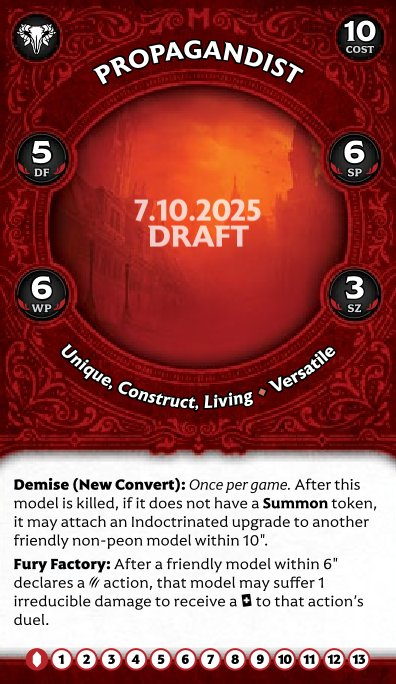 10
COST
PROPAGANDIST
5
DF
6
SP
7.10.2025
DRAFT
6
WP
3
SZ
Unique, Construct, Living ♦ Versatile
Demise (New Convert): Once per game. After this
model is killed, if it does not have a Summon token,
it may attach an Indoctrinated upgrade to another
friendly non-peon model within 10".
Fury Factory: After a friendly model within 6"
declares a action, that model may suffer 1
irreducible damage to receive a to that action's
duel.
1 2 3 4 5 6 7 8 9 10 11 12 13